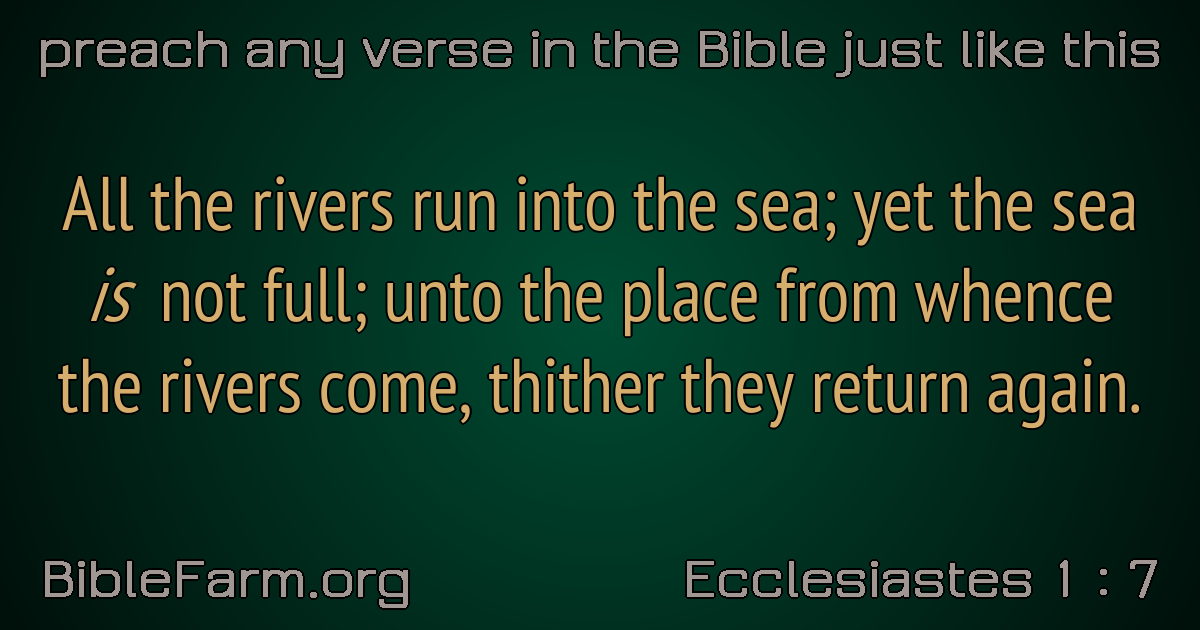 preach any verse in the Bible just like this
All the rivers run into the sea; yet the sea
is not full; unto the place from whence
the rivers come, thither they return again.
BibleFarm.org
Ecclesiastes 1 : 7